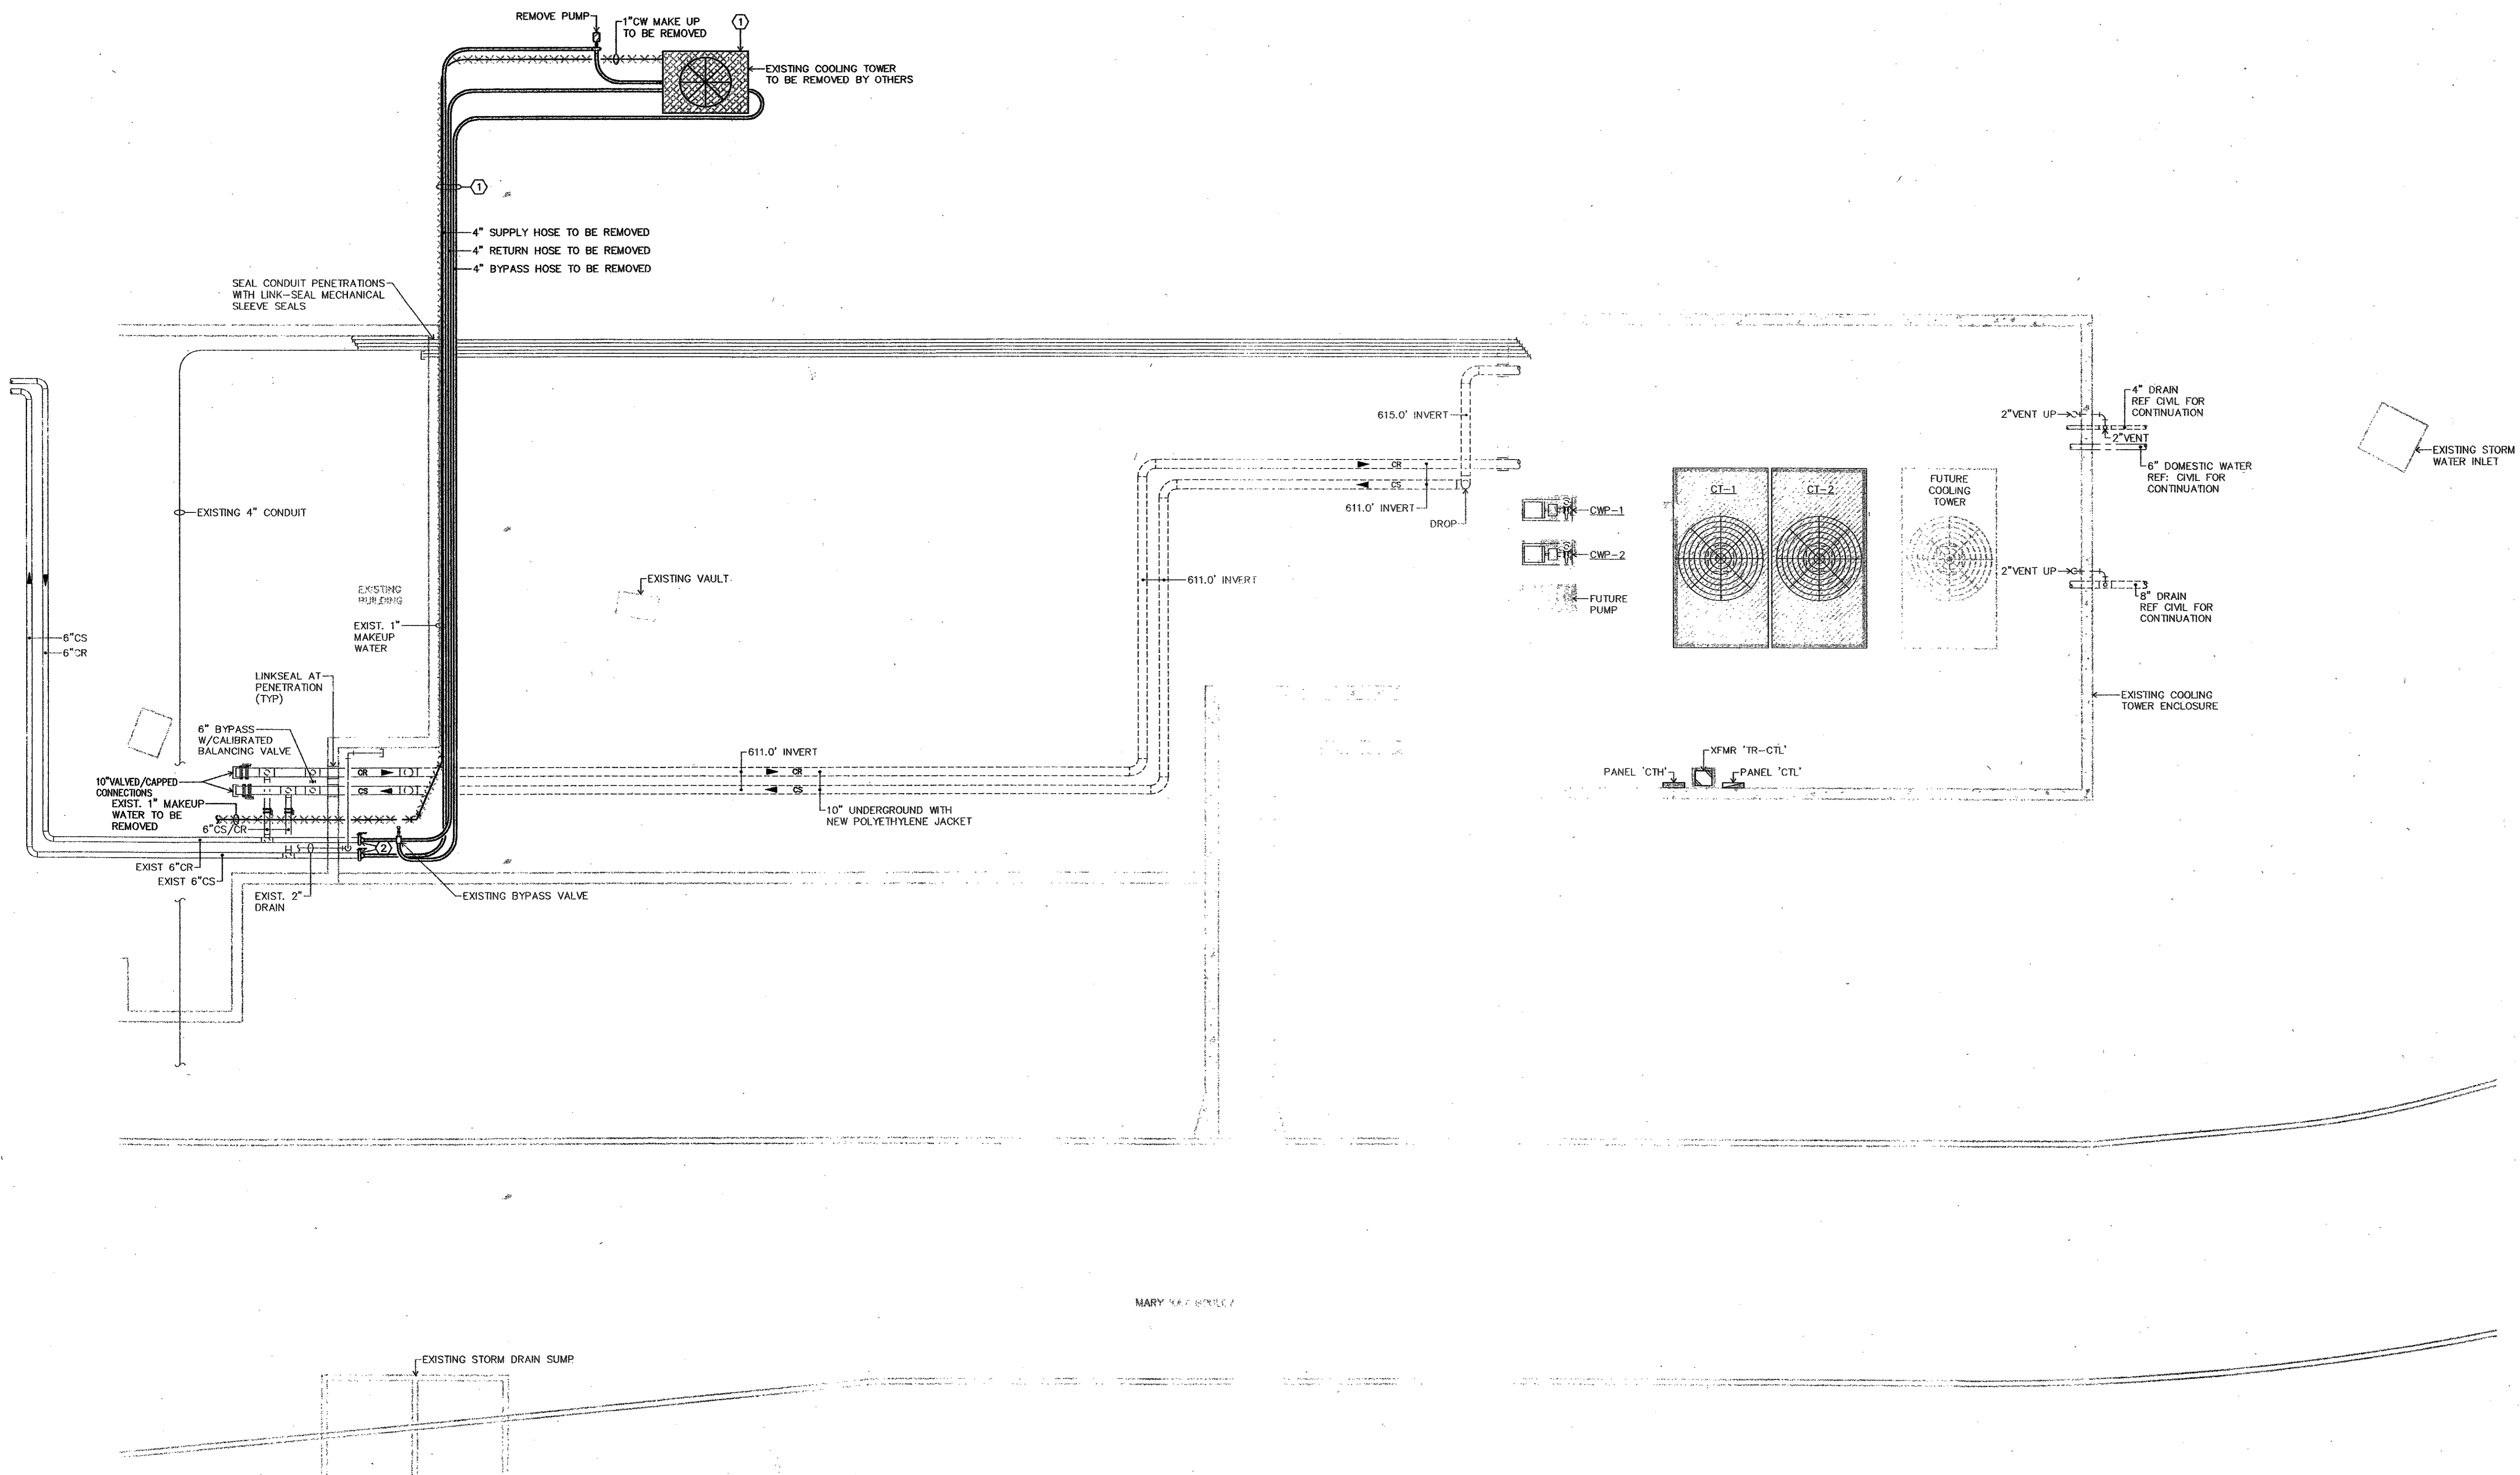 REMOVE PUMP
1"CW MAKE UP
TO BE REMOVED
1
EXISTING COOLING TOWER
TO BE REMOVED BY OTHERS
1
4" SUPPLY HOSE TO BE REMOVED
4" RETURN HOSE TO BE REMOVED
4" BYPASS HOSE TO BE REMOVED
SEAL CONDUIT PENETRATIONS
WITH LINK-SEAL MECHANICAL
SLEEVE SEALS
615.0' INVERT
CR
CS
611.0' INVERT
DROP
2"VENT UP
4" DRAIN
REF CIVIL FOR
CONTINUATION
2"VENT
6" DOMESTIC WATER
REF: CIVIL FOR
CONTINUATION
EXISTING STORM
WATER INLET
CT-1
CT-2
FUTURE
COOLING
TOWER
CWP-1
CWP-2
FUTURE
PUMP
2"VENT UP
8" DRAIN
REF CIVIL FOR
CONTINUATION
EXISTING 4" CONDUIT
EXISTING VAULT
611.0' INVERT
EXISTING
BUILDING
EXIST. 1"
MAKEUP
WATER
6"CS
6"CR
LINKSEAL AT
PENETRATION
(TYP)
6" BYPASS
W/CALIBRATED
BALANCING VALVE
EXISTING COOLING
TOWER ENCLOSURE
XFMR 'TR-CTL'
PANEL 'CTH'
PANEL 'CTL'
611.0' INVERT
CR
CR
CS
CS
10"VALVED/CAPPED
CONNECTIONS
EXIST. 1" MAKEUP
WATER TO BE
REMOVED
6"CS/CR
10" UNDERGROUND WITH
NEW POLYETHYLENE JACKET
2
EXIST 6"CR
EXIST 6"CS
EXIST. 2"
DRAIN
EXISTING BYPASS VALVE
MARY
EXISTING STORM DRAIN SUMP